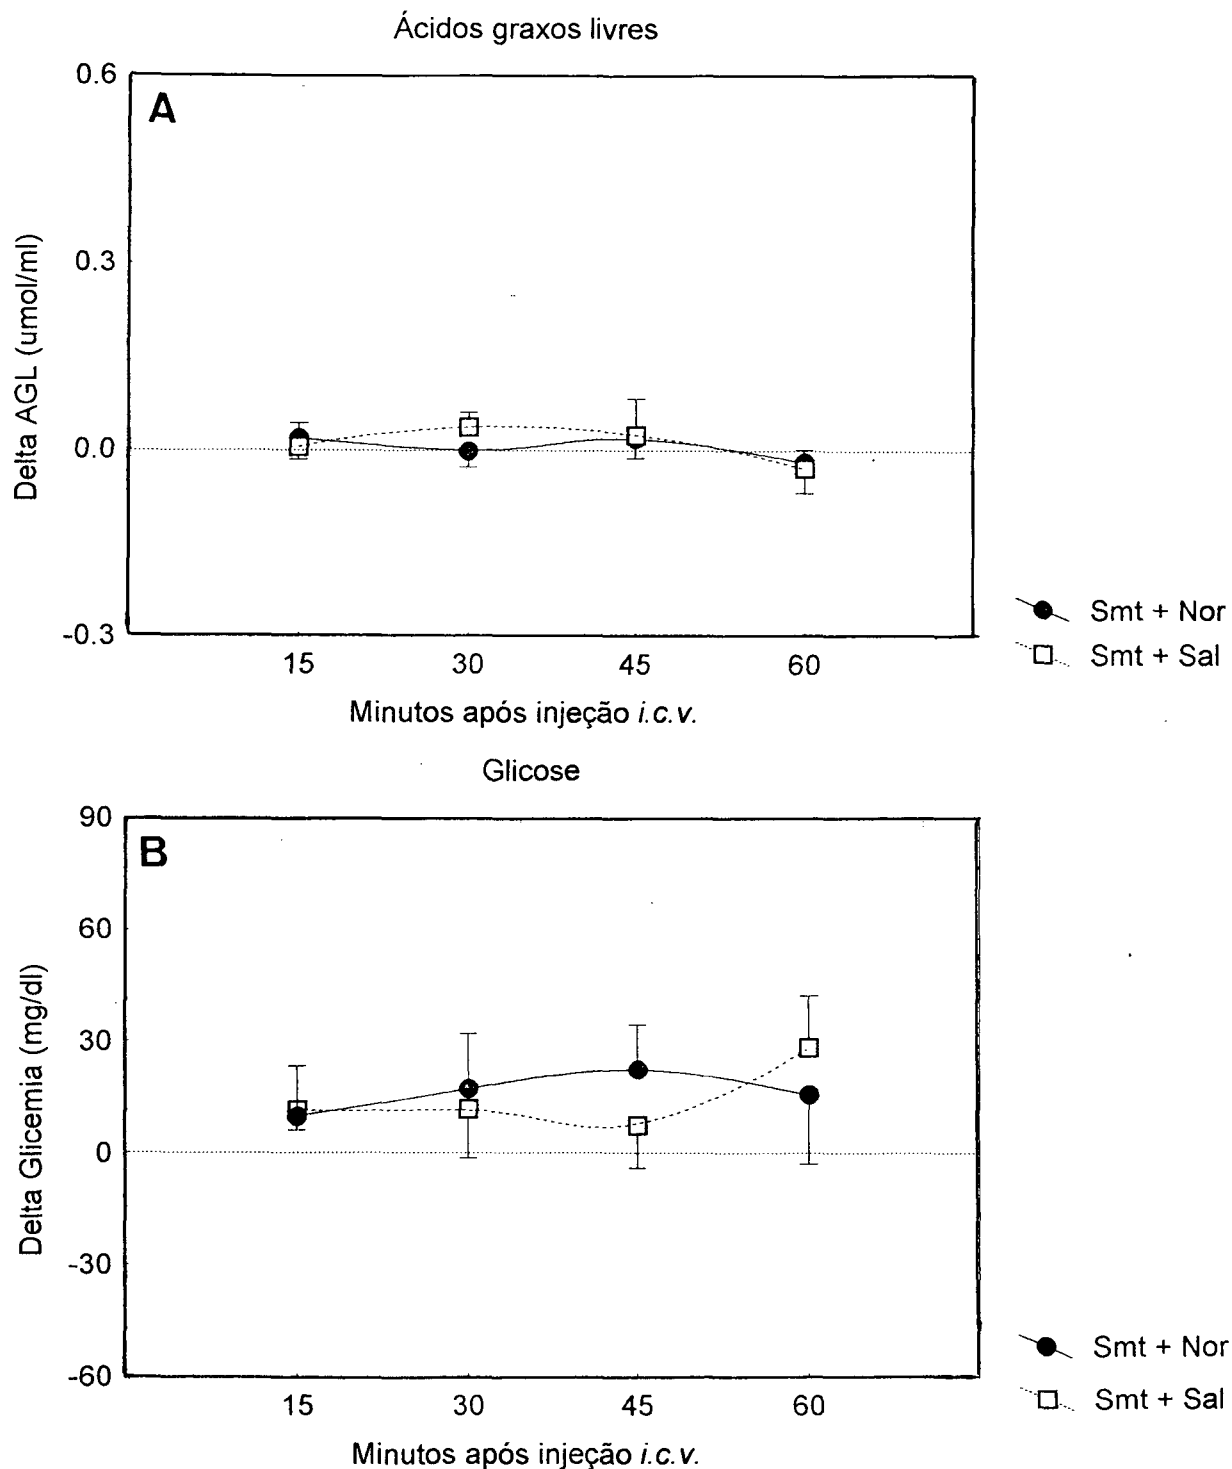 Ácidos graxos livres
0.6
A
0.3
Delta AGL (umol/ml)
0.0
-0.3
15 30 45 60
Smt + Nor
Smt + Sal
Minutos após injeção i.c.v.
Glicose
90
B
60
30
Delta Glicemia (mg/dl)
0
-30
-60
15 30 45 60
Smt + Nor
Smt + Sal
Minutos após injeção i.c.v.